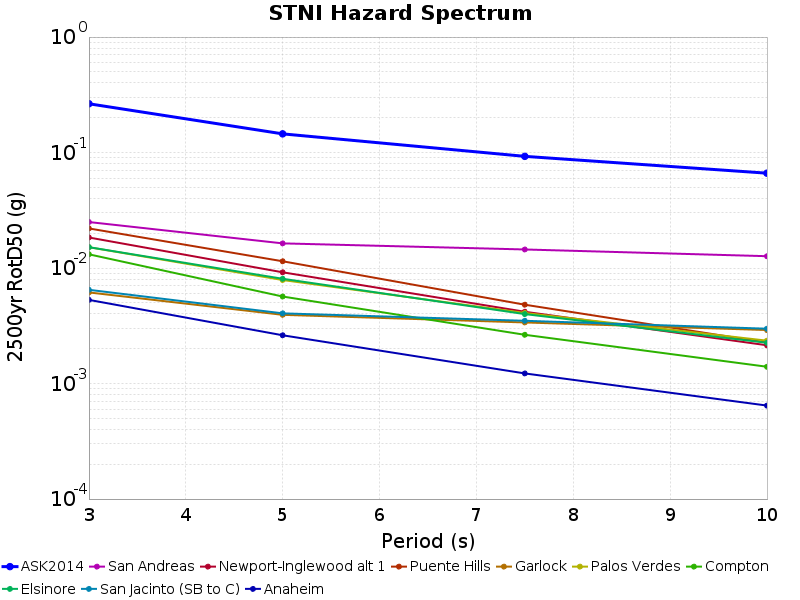 STNI Hazard Spectrum
10^0
10^-1
10^-2
10^-3
10^-4
2500yr RotD50 (g)
3 4 5 6 7 8 9 10
Period (s)
ASK2014 San Andreas Newport-Inglewood alt 1 Puente Hills Garlock Palos Verdes Compton
Elsinore San Jacinto (SB to C) Anaheim